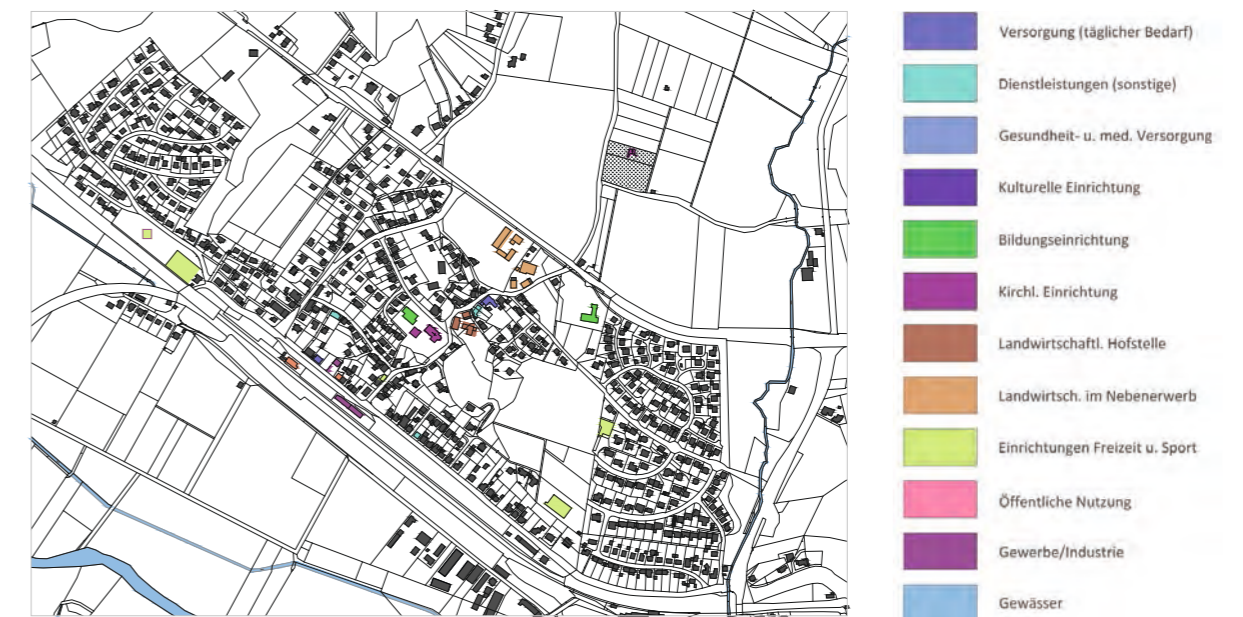 Versorgung (täglicher Bedarf)
Dienstleistungen (sonstige)
Gesundheit- u. med. Versorgung
Kulturelle Einrichtung
Bildungseinrichtung
Kirchl. Einrichtung
Landwirtschaftl. Hofstelle
Landwirtsch. im Nebenerwerb
Einrichtungen Freizeit u. Sport
Öffentliche Nutzung
Gewerbe/Industrie
Gewässer